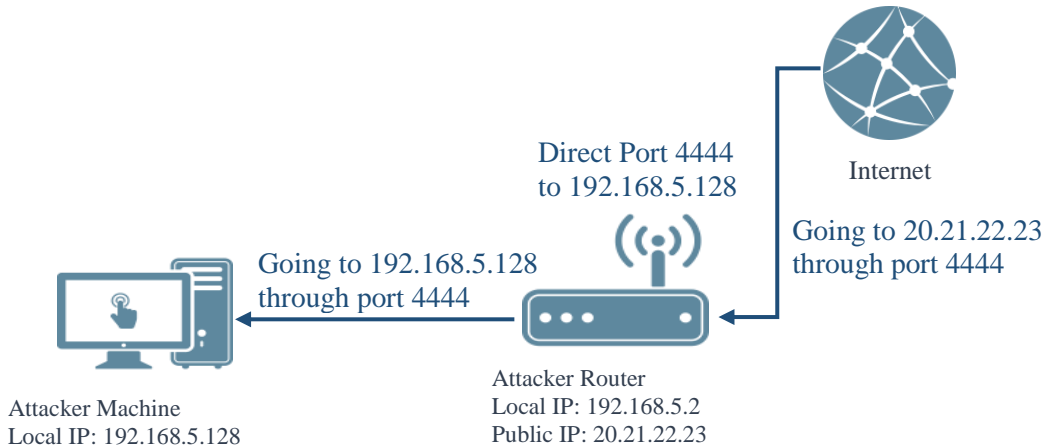 Direct Port 4444
to 192.168.5.128
Internet
Going to 20.21.22.23
through port 4444
Going to 192.168.5.128
through port 4444
Attacker Router
Local IP: 192.168.5.2
Public IP: 20.21.22.23
Attacker Machine
Local IP: 192.168.5.128